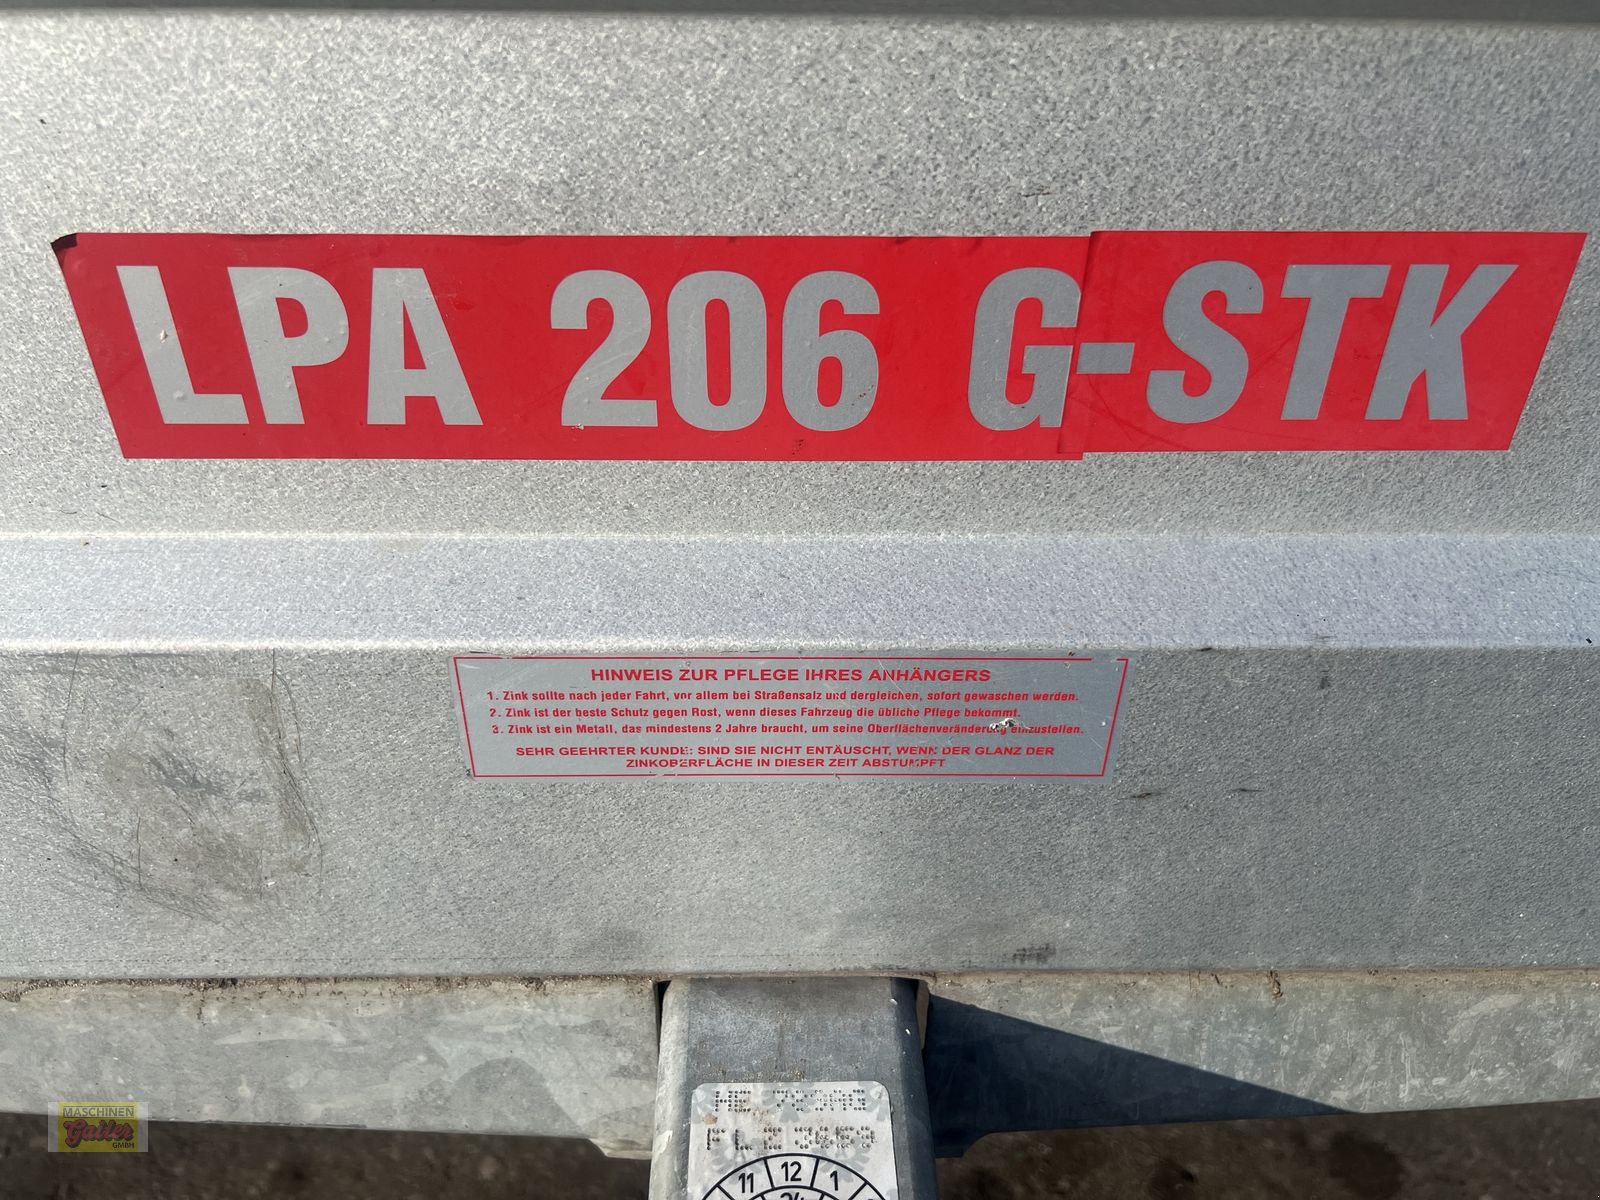 LPA 206 G-STK
HINWEIS ZUR PFLEGE IHRES ANHÄNGERS
1. Zink sollte nach jeder Fahrt, vor allem bei Straßensalz und dergleichen, sofort gewaschen werden.
2. Zink ist der beste Schutz gegen Rost, wenn dieses Fahrzeug die übliche Pflege bekommt.
3. Zink ist ein Metall, das mindestens 2 Jahre braucht, um seine Oberflächenveränderung einzustellen.
SEHR GEEHRTER KUNDE: SIND SIE NICHT ENTÄUSCHT, WENN DER GLANZ DER
ZINKOBERFLÄCHE IN DIESER ZEIT ABSTUMPFT
11 12 1
24
MASCHINEN
Gailer
GMBH